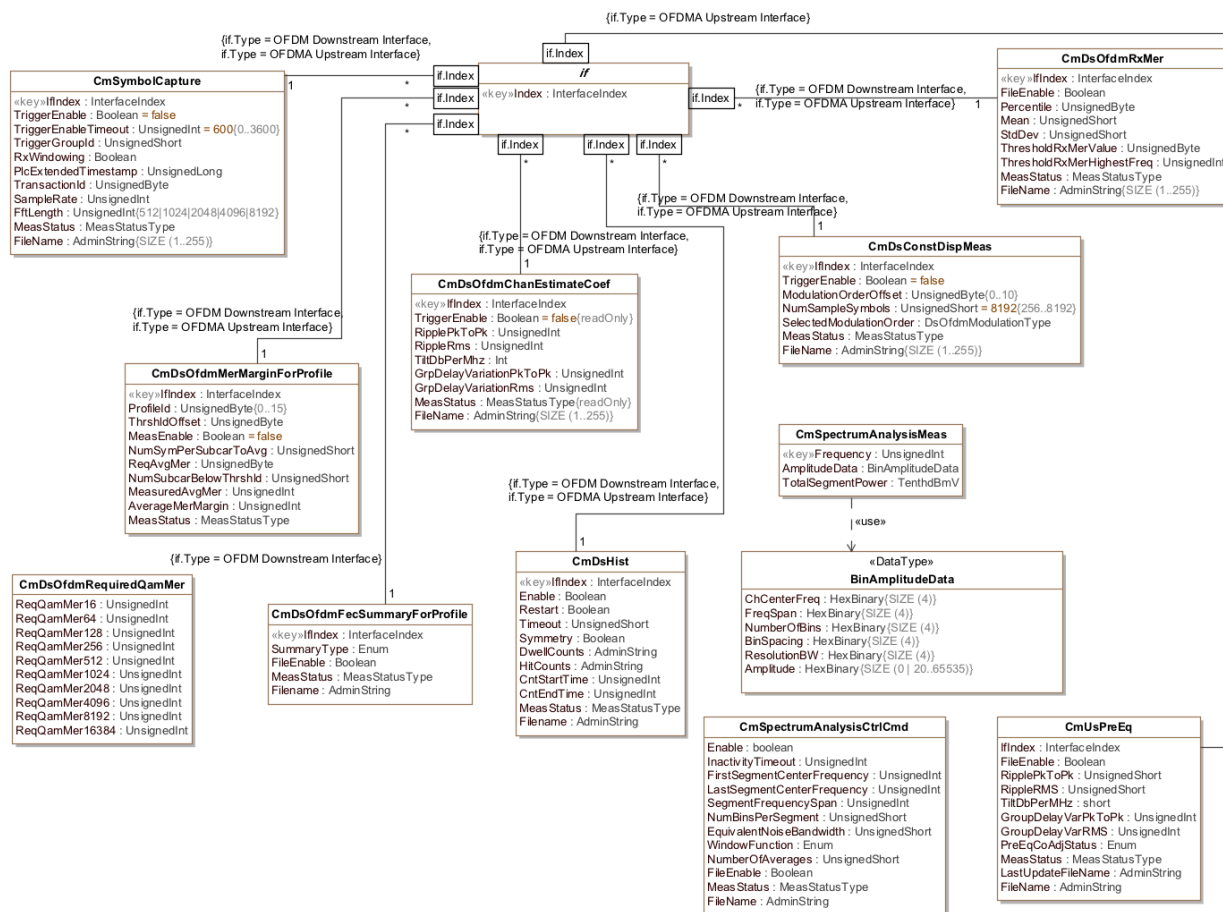 {if.Type = OFDMA Upstream Interface}
{if.Type = OFDM Downstream Interface,
if.Type = OFDMA Upstream Interface}
if.Index
CmSymbolCapture
«key»IfIndex : InterfaceIndex
TriggerEnable : Boolean = false
TriggerEnableTimeout : UnsignedInt = 600{0..3600}
TriggerGroupId : UnsignedShort
RxWindowing : Boolean
PlcExtendedTimestamp : UnsignedLong
TransactionId : UnsignedByte
SampleRate : UnsignedInt
FftLength : UnsignedInt{512|1024|2048|4096|8192}
MeasStatus : MeasStatusType
FileName : AdminString{SIZE (1..255)}
1
*
*
*
if.Index
if.Index
if.Index
if
«key»Index : InterfaceIndex
if.Index
*
{if.Type = OFDM Downstream Interface,
if.Type = OFDMA Upstream Interface}
1
if.Index
if.Index
if.Index
*
*
*
CmDsOfdmRxMer
«key»IfIndex : InterfaceIndex
FileEnable : Boolean
Percentile : UnsignedByte
Mean : UnsignedShort
StdDev : UnsignedShort
ThresholdRxMerValue : UnsignedByte
ThresholdRxMerHighestFreq : UnsignedInt
MeasStatus : MeasStatusType
FileName : AdminString{SIZE (1..255)}
{if.Type = OFDM Downstream Interface,
if.Type = OFDMA Upstream Interface}
1
CmDsConstDispMeas
«key»IfIndex : InterfaceIndex
TriggerEnable : Boolean = false
ModulationOrderOffset : UnsignedByte{0..10}
NumSampleSymbols : UnsignedShort = 8192{256..8192}
SelectedModulationOrder : DsOfdmModulationType
MeasStatus : MeasStatusType
FileName : AdminString{SIZE (1..255)}
{if.Type = OFDM Downstream Interface,
if.Type = OFDMA Upstream Interface}
1
CmDsOfdmChanEstimateCoef
«key»IfIndex : InterfaceIndex
TriggerEnable : Boolean = false{readOnly}
RipplePkToPk : UnsignedInt
RippleRms : UnsignedInt
TiltDbPerMhz : Int
GrpDelayVariationPkToPk : UnsignedInt
GrpDelayVariationRms : UnsignedInt
MeasStatus : MeasStatusType{readOnly}
FileName : AdminString{SIZE (1..255)}
{if.Type = OFDM Downstream Interface,
if.Type = OFDMA Upstream Interface}
1
CmDsOfdmMerMarginForProfile
«key»IfIndex : InterfaceIndex
ProfileId : UnsignedByte{0..15}
ThrshldOffset : UnsignedByte
MeasEnable : Boolean = false
NumSymPerSubcarToAvg : UnsignedShort
ReqAvgMer : UnsignedByte
NumSubcarBelowThrshld : UnsignedShort
MeasuredAvgMer : UnsignedInt
AverageMerMargin : UnsignedInt
MeasStatus : MeasStatusType
CmSpectrumAnalysisMeas
«key»Frequency : UnsignedInt
AmplitudeData : BinAmplitudeData
TotalSegmentPower : TenthdBmV
«use»
{if.Type = OFDM Downstream Interface,
if.Type = OFDMA Upstream Interface}
1
CmDsHist
«key»IfIndex : InterfaceIndex
Enable : Boolean
Restart : Boolean
Timeout : UnsignedShort
Symmetry : Boolean
DwellCounts : AdminString
HitCounts : AdminString
CntStartTime : UnsignedInt
CntEndTime : UnsignedInt
MeasStatus : MeasStatusType
Filename : AdminString
«DataType»
BinAmplitudeData
ChCenterFreq : HexBinary{SIZE (4)}
FreqSpan : HexBinary{SIZE (4)}
NumberOfBins : HexBinary{SIZE (4)}
BinSpacing : HexBinary{SIZE (4)}
ResolutionBW : HexBinary{SIZE (4)}
Amplitude : HexBinary{SIZE (0 | 20..65535)}
{if.Type = OFDM Downstream Interface}
1
CmDsOfdmRequiredQamMer
ReqQamMer16 : UnsignedInt
ReqQamMer64 : UnsignedInt
ReqQamMer128 : UnsignedInt
ReqQamMer256 : UnsignedInt
ReqQamMer512 : UnsignedInt
ReqQamMer1024 : UnsignedInt
ReqQamMer2048 : UnsignedInt
ReqQamMer4096 : UnsignedInt
ReqQamMer8192 : UnsignedInt
ReqQamMer16384 : UnsignedInt
CmDsOfdmFecSummaryForProfile
«key»IfIndex : InterfaceIndex
SummaryType : Enum
FileEnable : Boolean
MeasStatus : MeasStatusType
Filename : AdminString
CmSpectrumAnalysisCtrlCmd
Enable : boolean
InactivityTimeout : UnsignedInt
FirstSegmentCenterFrequency : UnsignedInt
LastSegmentCenterFrequency : UnsignedInt
SegmentFrequencySpan : UnsignedInt
NumBinsPerSegment : UnsignedShort
EquivalentNoiseBandwidth : UnsignedShort
WindowFunction : Enum
NumberOfAverages : UnsignedShort
FileEnable : Boolean
MeasStatus : MeasStatusType
FileName : AdminString
CmUsPreEq
IfIndex : InterfaceIndex
FileEnable : Boolean
RipplePkToPk : UnsignedShort
RippleRMS : UnsignedShort
TiltDbPerMHz : short
GroupDelayVarPkToPk : UnsignedInt
GroupDelayVarRMS : UnsignedInt
PreEqCoAdjStatus : Enum
MeasStatus : MeasStatusType
LastUpdateFileName : AdminString
FileName : AdminString